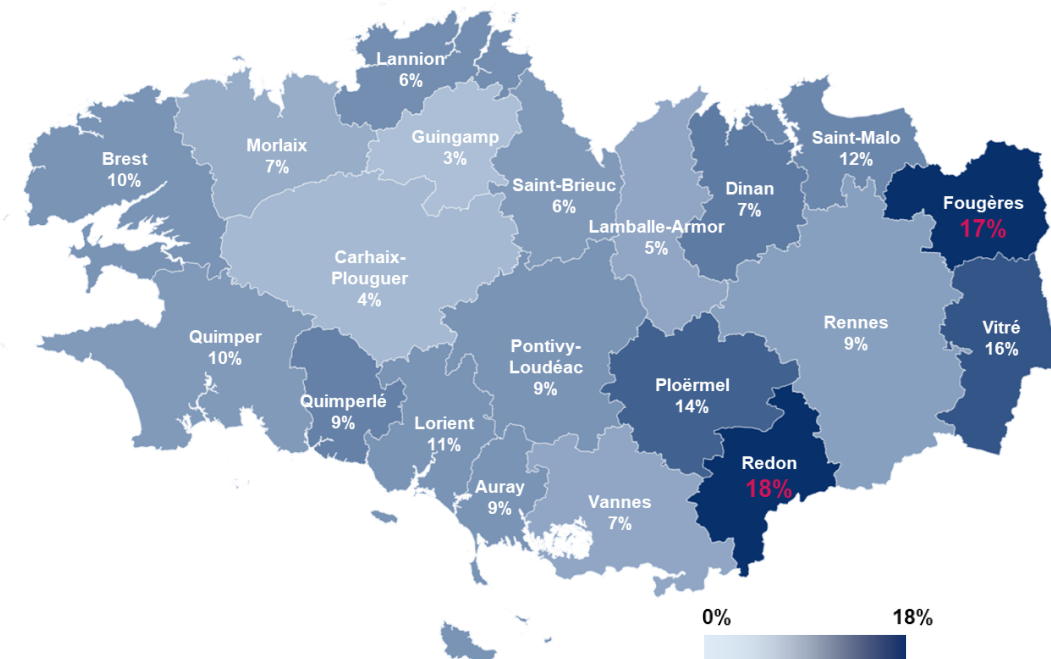 Lannion
6%
Guingamp
3%
Morlaix
7%
Brest
10%
Saint-Brieuc
6%
Saint-Malo
12%
Dinan
7%
Fougères
17%
Lamballe-Armor
5%
Carhaix-
Plouguer
4%
Quimper
10%
Rennes
9%
Vitré
16%
Pontivy-
Loudéac
9%
Ploërmel
14%
Quimperlé
9%
Lorient
11%
Redon
18%
Auray
9%
Vannes
7%
0%
18%